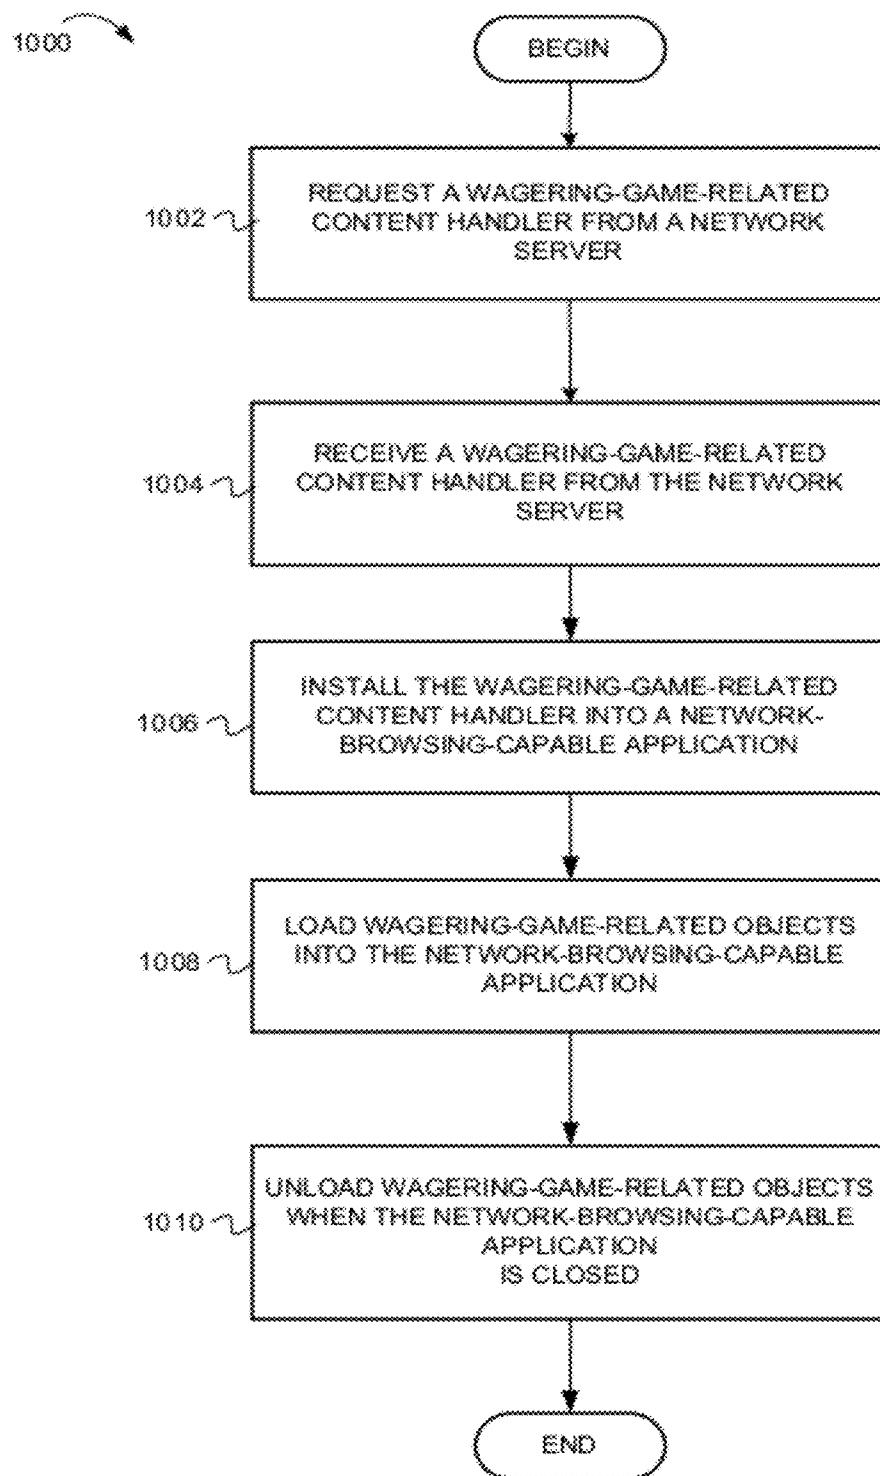 1000
BEGIN
1002
REQUEST A WAGERING-GAME-RELATED
CONTENT HANDLER FROM A NETWORK
SERVER
1004
RECEIVE A WAGERING-GAME-RELATED
CONTENT HANDLER FROM THE NETWORK
SERVER
1006
INSTALL THE WAGERING-GAME-RELATED
CONTENT HANDLER INTO A NETWORK-
BROWSING-CAPABLE APPLICATION
1008
LOAD WAGERING-GAME-RELATED OBJECTS
INTO THE NETWORK-BROWSING-CAPABLE
APPLICATION
1010
UNLOAD WAGERING-GAME-RELATED OBJECTS
WHEN THE NETWORK-BROWSING-CAPABLE
APPLICATION
IS CLOSED
END